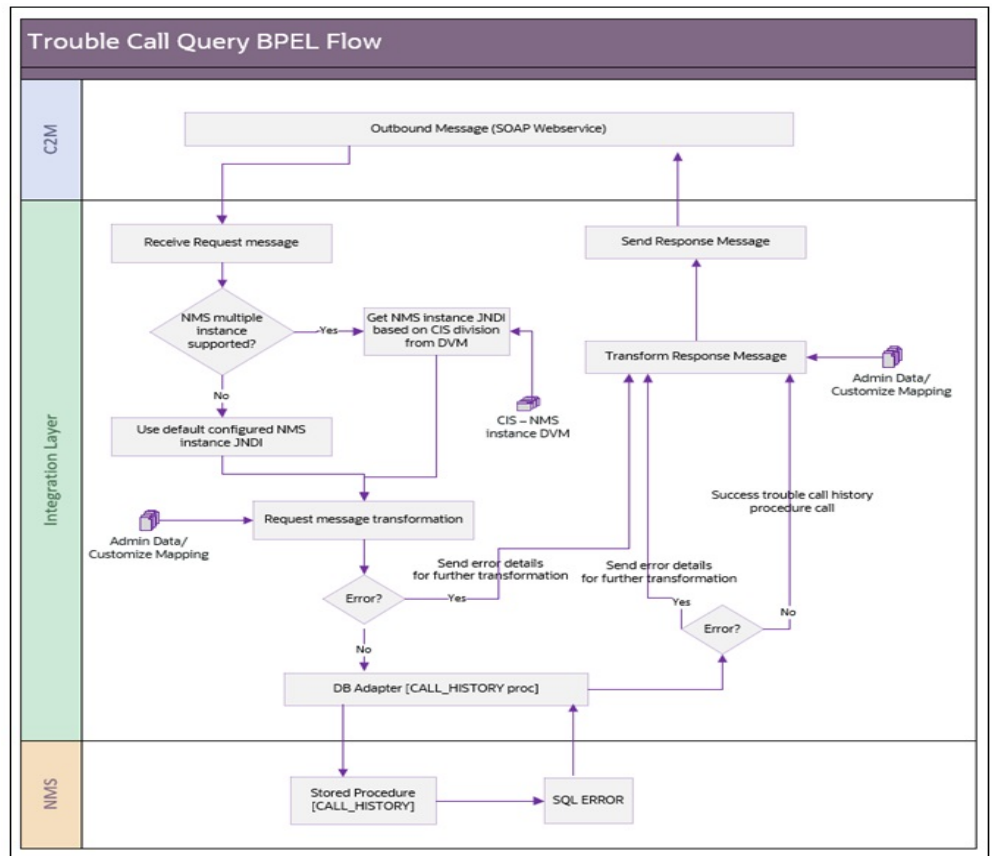 Trouble Call Query BPEL Flow
C2M
Outbound Message (SOAP Webservice)
Integration Layer
Receive Request message
Send Response Message
NMS multiple
instance
supported?
Yes
Get NMS instance JNDI
based on CIS division
from DVM
Transform Response Message
Admin Data/
Customize Mapping
No
CIS – NMS
instance DVM
Use default configured NMS
instance JNDI
Success trouble call history
procedure call
Request message transformation
Admin Data/
Customize Mapping
Send error details
for further transformation
Send error details
for further transformation
Error?
Yes
Yes
No
Error?
No
DB Adapter [CALL_HISTORY proc]
NMS
Stored Procedure
[CALL_HISTORY]
SQL ERROR